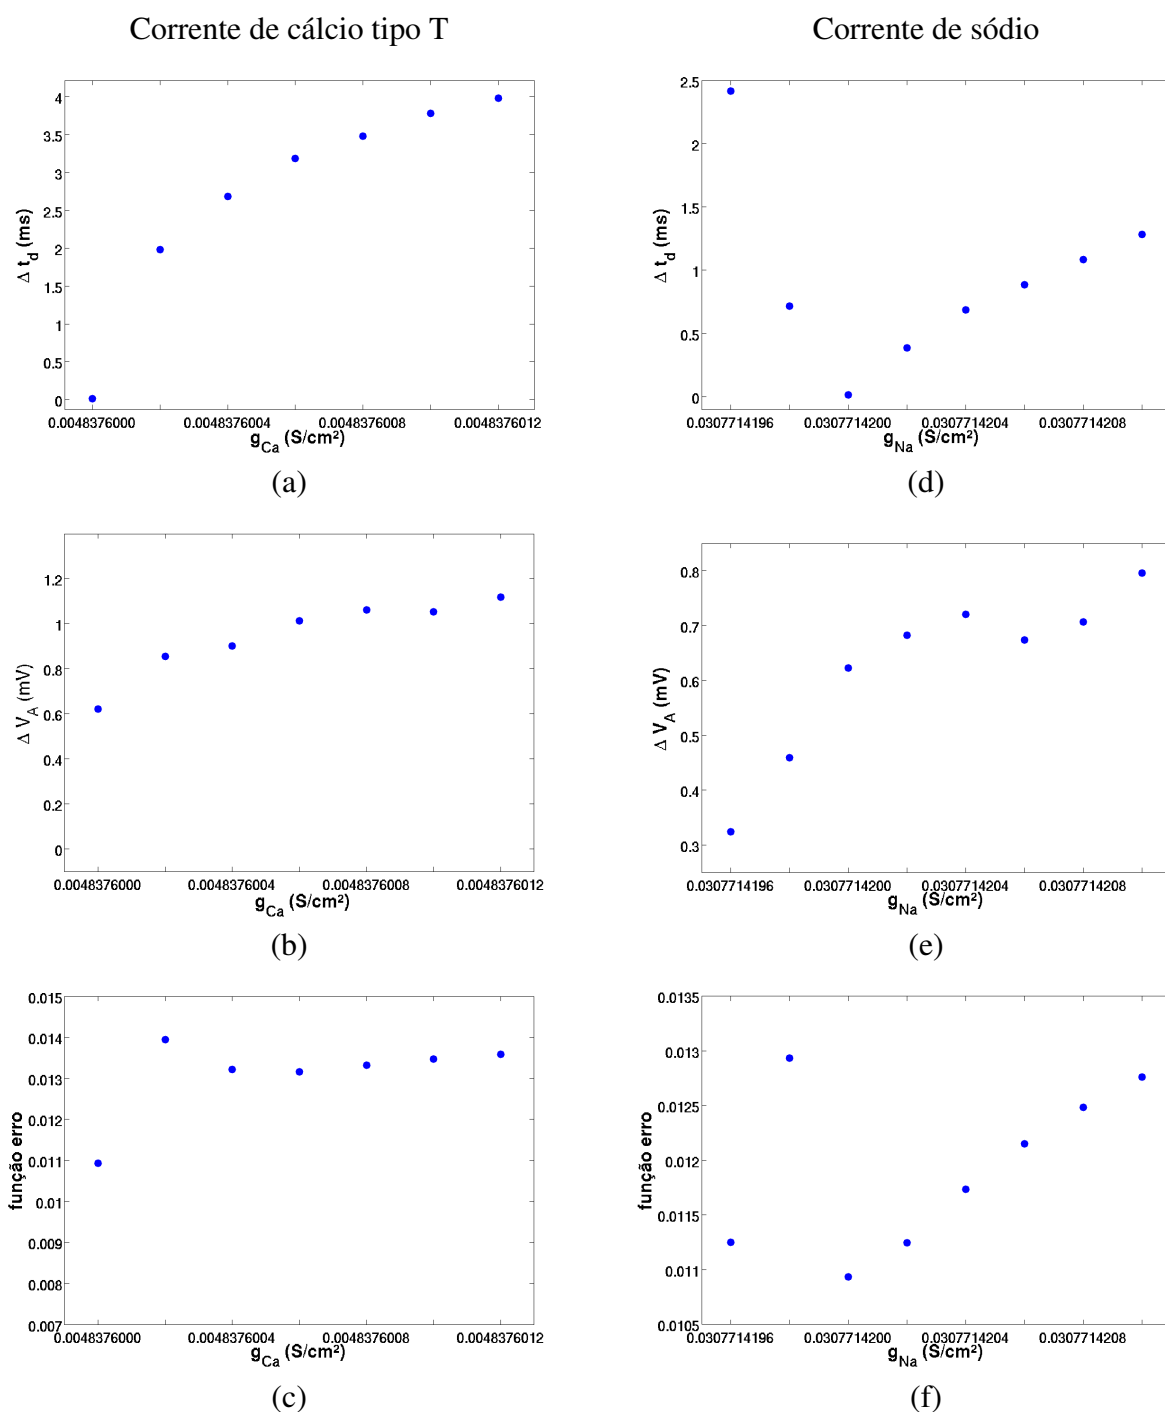 Corrente de cálcio tipo T
4
3.5
3
2.5
2
1.5
1
0.5
0
Δ t_d (ms)
0.0048376000 0.0048376004 0.0048376008 0.0048376012
g_Ca (S/cm²)
(a)
1.2
1
0.8
0.6
0.4
0.2
0
Δ V_A (mV)
0.0048376000 0.0048376004 0.0048376008 0.0048376012
g_Ca (S/cm²)
(b)
0.015
0.014
0.013
0.012
0.011
0.01
0.009
0.008
0.007
função erro
0.0048376000 0.0048376004 0.0048376008 0.0048376012
g_Ca (S/cm²)
(c)
Corrente de sódio
2.5
2
1.5
1
0.5
0
Δ t_d (ms)
0.0307714196 0.0307714200 0.0307714204 0.0307714208
g_Na (S/cm²)
(d)
0.8
0.7
0.6
0.5
0.4
0.3
Δ V_A (mV)
0.0307714196 0.0307714200 0.0307714204 0.0307714208
g_Na (S/cm²)
(e)
0.0135
0.013
0.0125
0.012
0.0115
0.011
0.0105
função erro
0.0307714196 0.0307714200 0.0307714204 0.0307714208
g_Na (S/cm²)
(f)